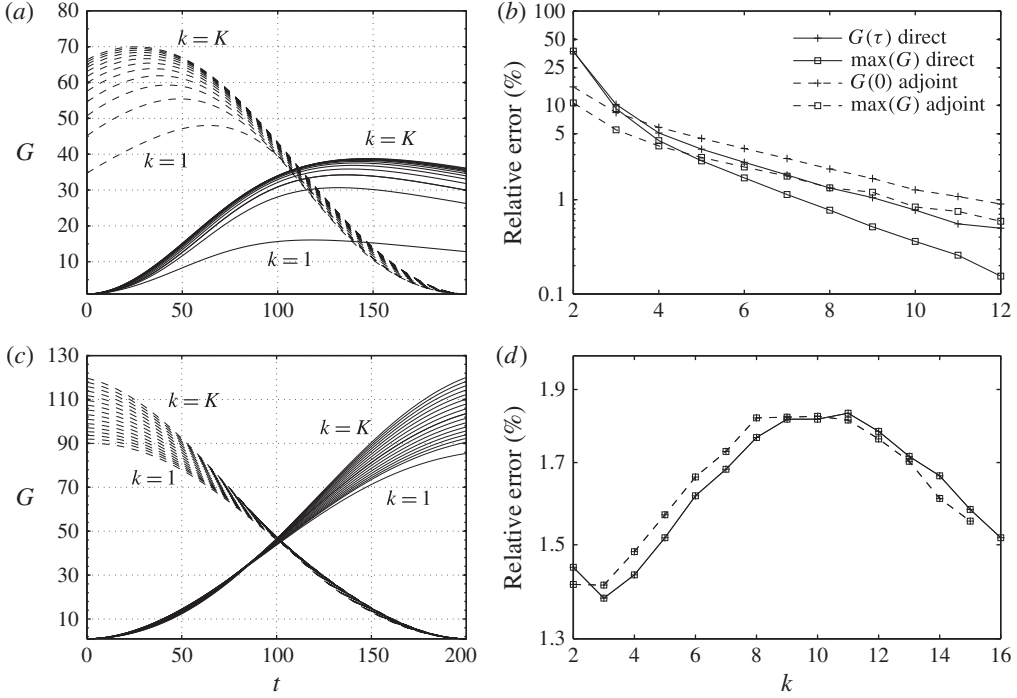 (a)
G
80
70
60
50
40
30
20
10
0 50 100 150
k = K
k = K
k = 1
k = 1
(b)
Relative error (%)
100
50
25
10
5
1
0.1
2 4 6 8 10 12
G(τ) direct
max(G) direct
G(0) adjoint
max(G) adjoint
(c)
G
130
110
90
70
50
30
10
0 50 100 150 200
t
k = K
k = K
k = 1
k = 1
(d)
Relative error (%)
1.9
1.7
1.5
1.3
2 4 6 8 10 12 14 16
k